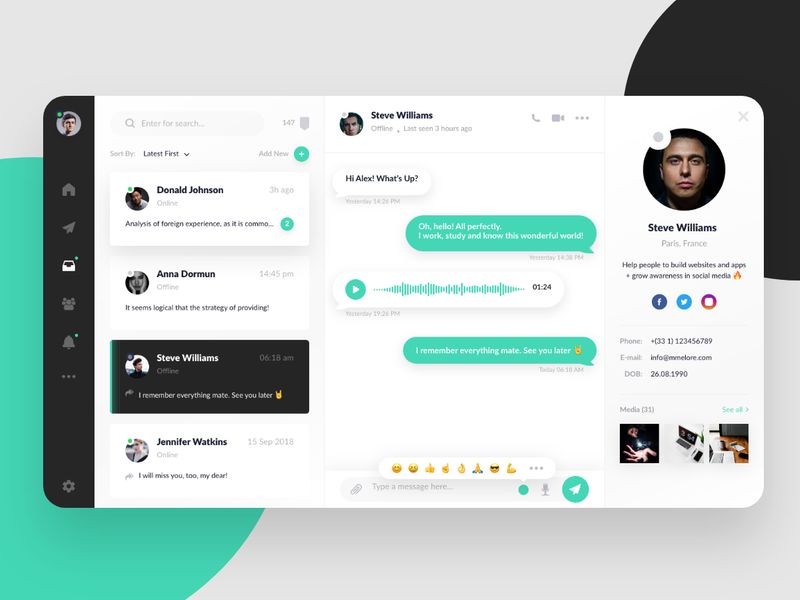 Enter for search...
147
Sort By: Latest First
Add New +
Donald Johnson
3h ago
Online
Analysis of foreign experience, as it is commo...
2
Anna Dormun
14:45 pm
Offline
It seems logical that the strategy of providing!
Steve Williams
06:18 am
Offline
I remember everything mate. See you later 🤘
Jennifer Watkins
15 Sep 2018
Online
I will miss you, too, my dear!
Steve Williams
Offline • Last seen 3 hours ago
Hi Alex! What's Up?
Yesterday 14:26 PM
Oh, hello! All perfectly.
I work, study and know this wonderful world!
Yesterday 14:38 PM
01:24
Yesterday 19:26 PM
I remember everything mate. See you later 🤘
Today 06:18 AM
Type a message here...
Steve Williams
Paris, France
Help people to build websites and apps
+ grow awareness in social media 🔥
Phone: +(33 1) 123456789
E-mail: info@mmelore.com
DOB: 26.08.1990
Media (31)
See all >